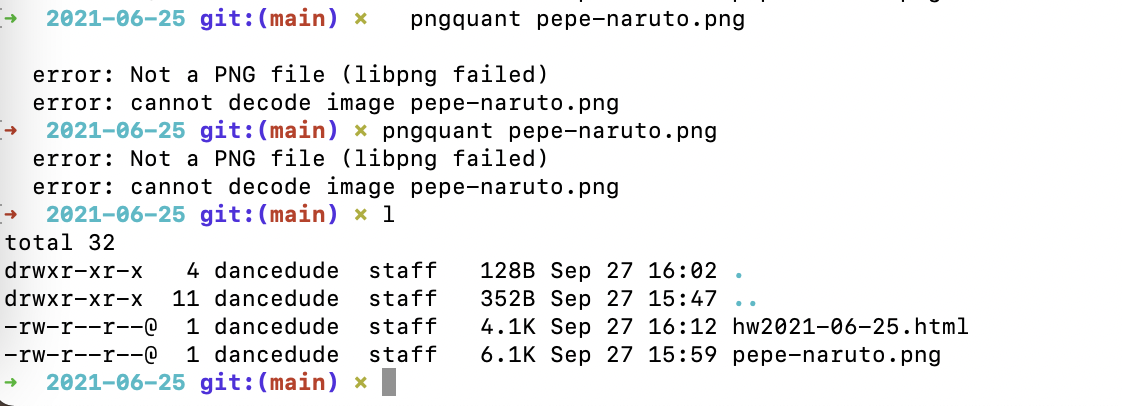 ➜  2021-06-25 git:(main) ×   pngquant pepe-naruto.png

  error: Not a PNG file (libpng failed)
  error: cannot decode image pepe-naruto.png
➜  2021-06-25 git:(main) × pngquant pepe-naruto.png
  error: Not a PNG file (libpng failed)
  error: cannot decode image pepe-naruto.png
➜  2021-06-25 git:(main) × l
total 32
drwxr-xr-x   4 dancedude  staff   128B Sep 27 16:02 .
drwxr-xr-x  11 dancedude  staff   352B Sep 27 15:47 ..
-rw-r--r--@  1 dancedude  staff   4.1K Sep 27 16:12 hw2021-06-25.html
-rw-r--r--@  1 dancedude  staff   6.1K Sep 27 15:59 pepe-naruto.png
➜  2021-06-25 git:(main) ×